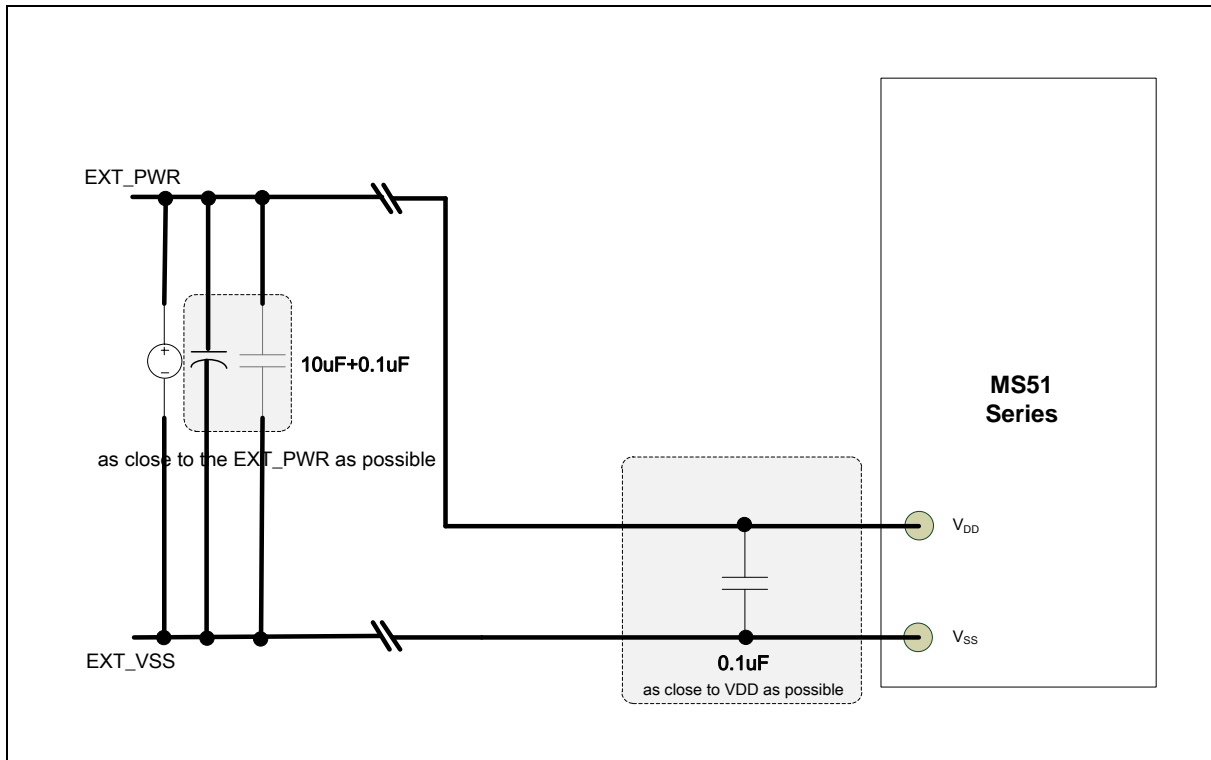 EXT_PWR
+
−
10uF+0.1uF
as close to the EXT_PWR as possible
MS51
Series
VDD
VSS
EXT_VSS
0.1uF
as close to VDD as possible